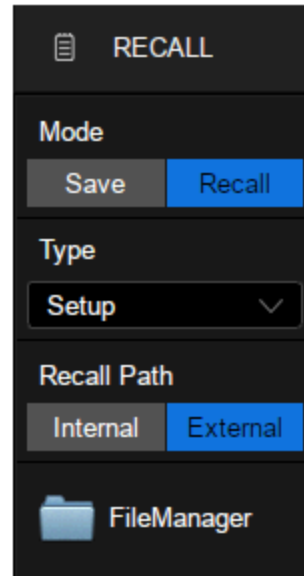 RECALL
Mode
Save Recall
Type
Setup
Recall Path
Internal External
FileManager